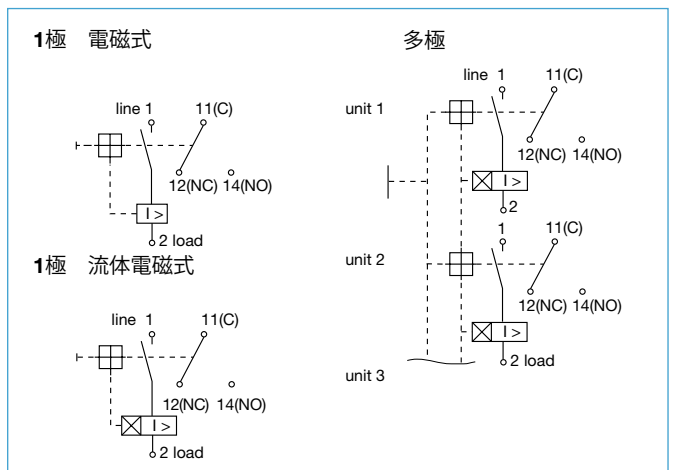 1極 電磁式
line 1 11(C)
12(NC) 14(NO)
I >
2 load
1極 流体電磁式
line 1 11(C)
12(NC) 14(NO)
I >
2 load
多極
line 1 11(C)
unit 1
12(NC) 14(NO)
I >
2
1 11(C)
unit 2
12(NC) 14(NO)
I >
2 load
unit 3